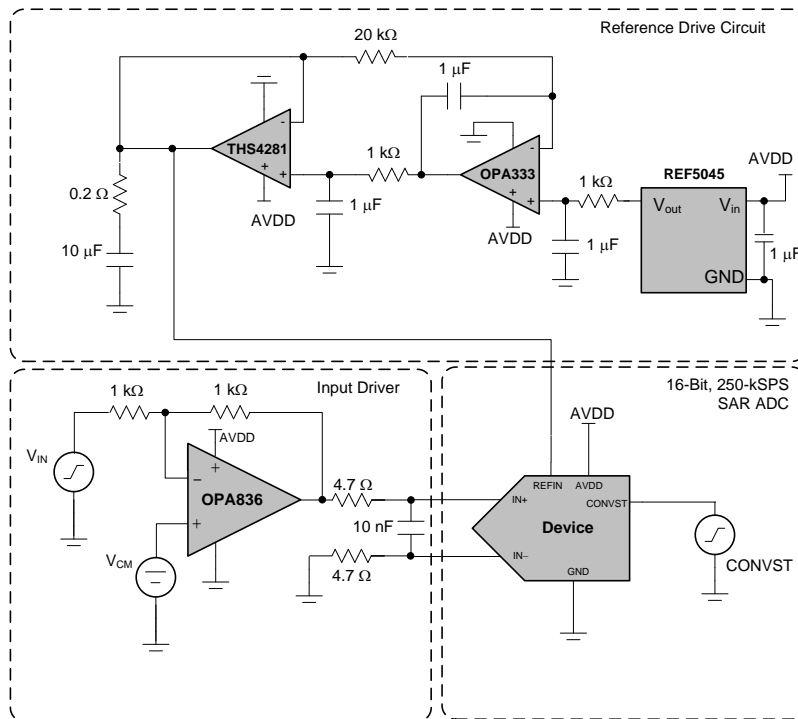 Reference Drive Circuit
20 kΩ
1 μF
THS4281
-
+
+
AVDD
1 kΩ
1 μF
OPA333
-
+
+
AVDD
1 kΩ
1 μF
REF5045
Vout
Vin
GND
AVDD
1 μF
0.2 Ω
10 μF
Input Driver
1 kΩ
1 kΩ
VIN
AVDD
+
−
OPA836
+
VCM
4.7 Ω
10 nF
4.7 Ω
16-Bit, 250-kSPS
SAR ADC
AVDD
REFIN
AVDD
IN+
CONVST
Device
IN−
GND
CONVST